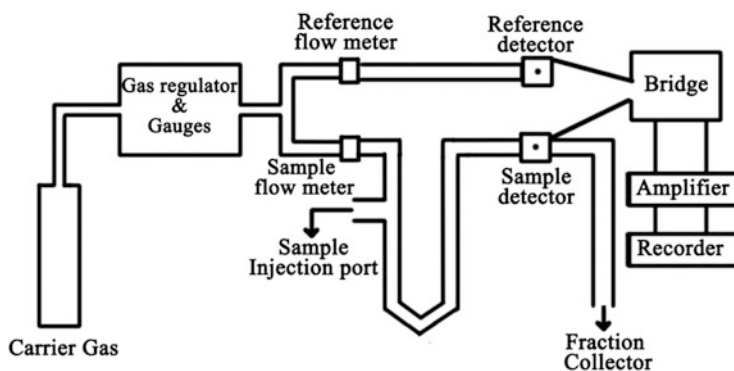 Reference
flow meter
Reference
detector
Gas regulator
&
Gauges
Bridge
Sample
flow meter
Sample
detector
Amplifier
Sample
Injection port
Recorder
Carrier Gas
Fraction
Collector